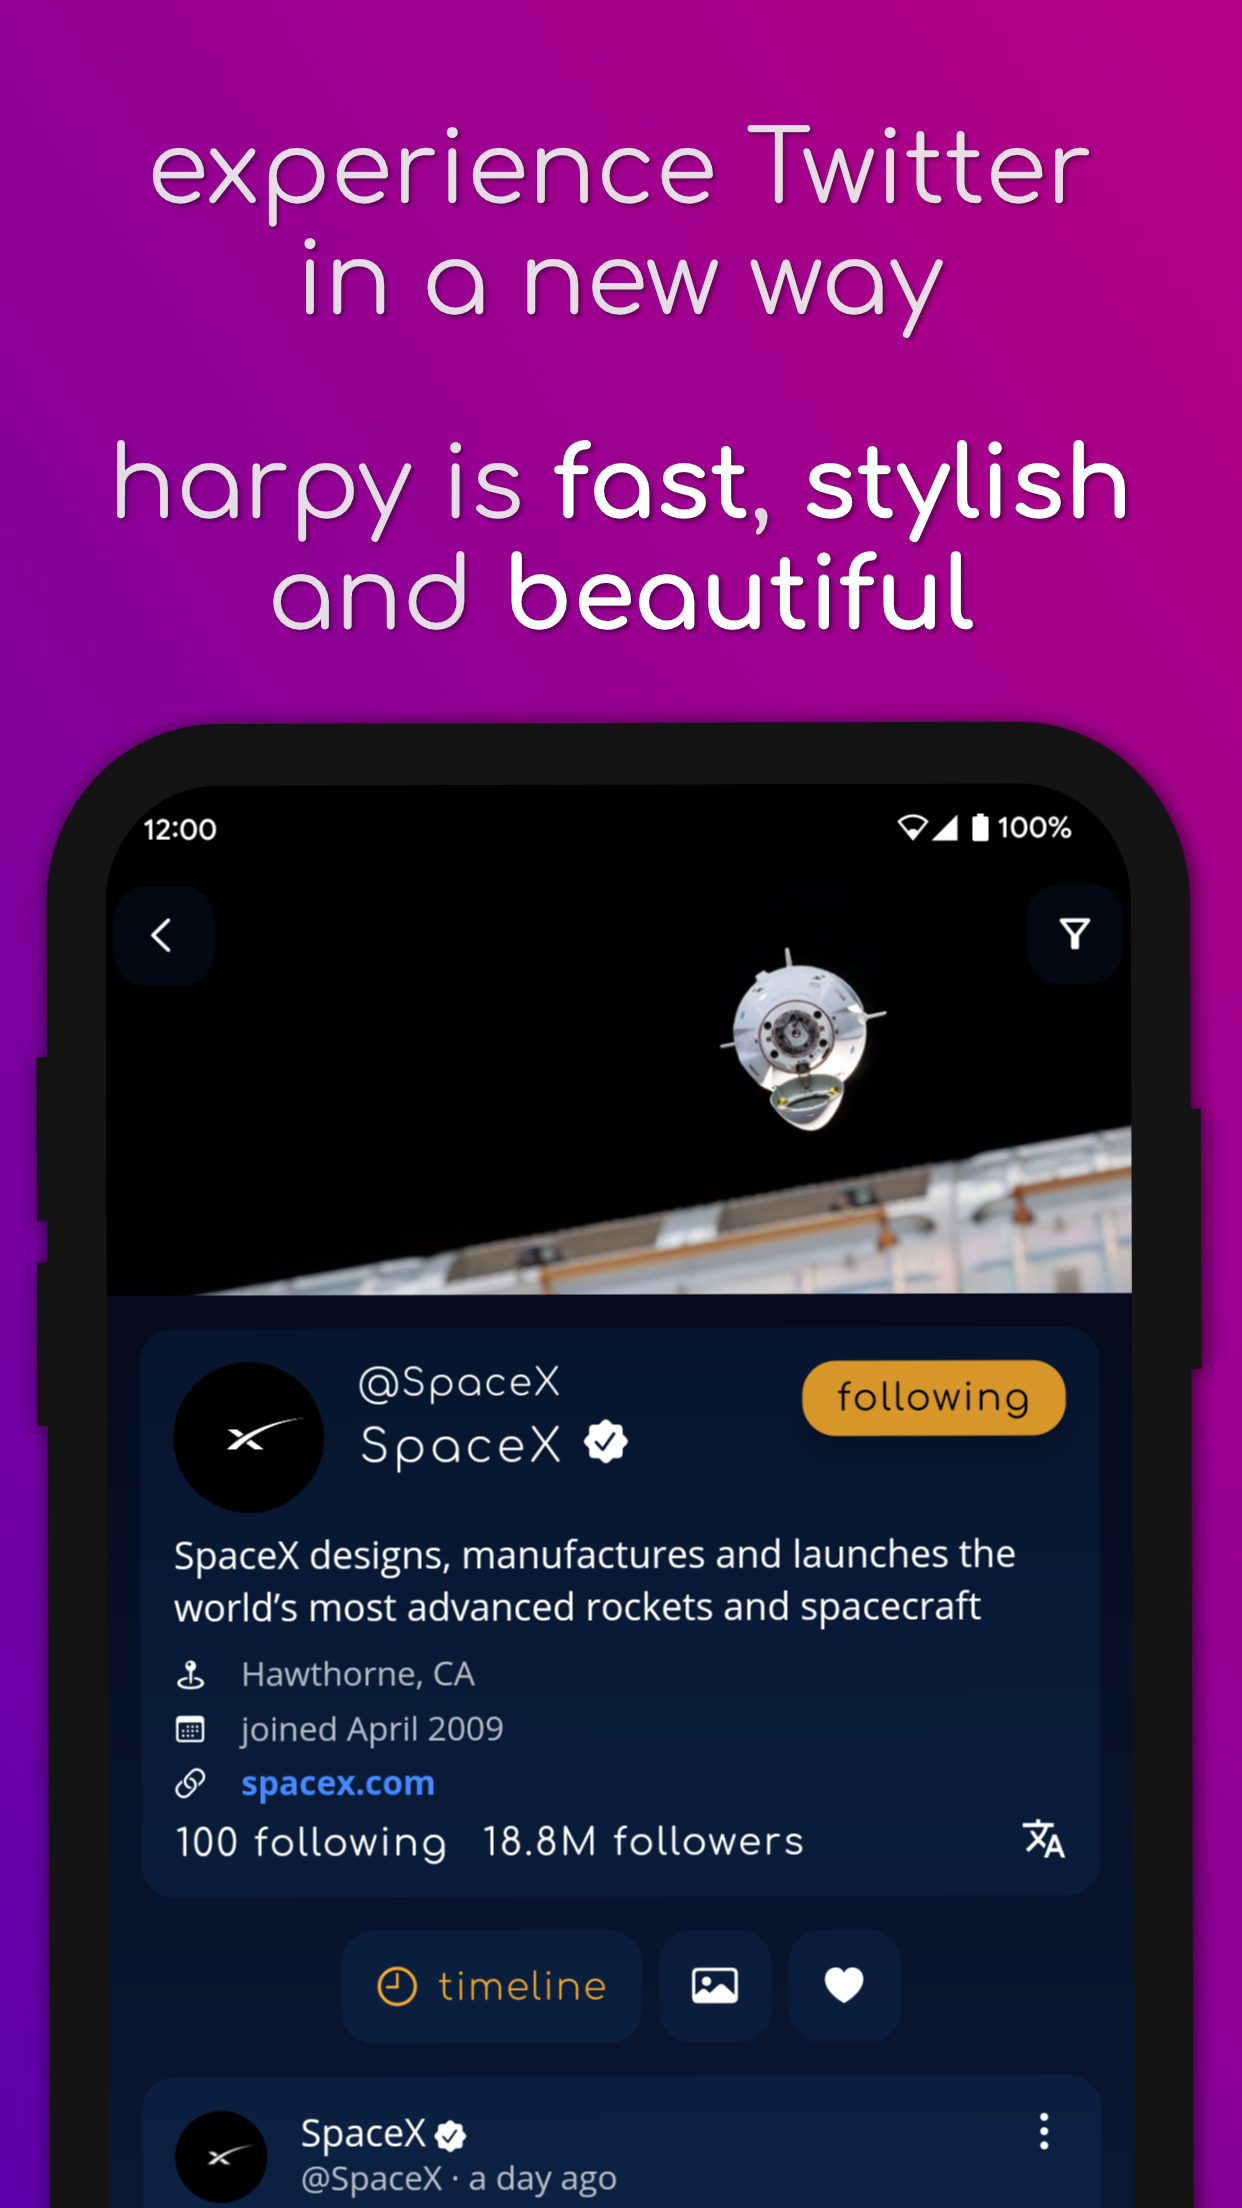 experience Twitter
in a new way
harpy is fast, stylish
and beautiful
12:00
100%
@SpaceX
SpaceX
following
SpaceX designs, manufactures and launches the
world’s most advanced rockets and spacecraft
Hawthorne, CA
joined April 2009
spacex.com
100 following 18.8M followers
timeline
SpaceX
@SpaceX · a day ago